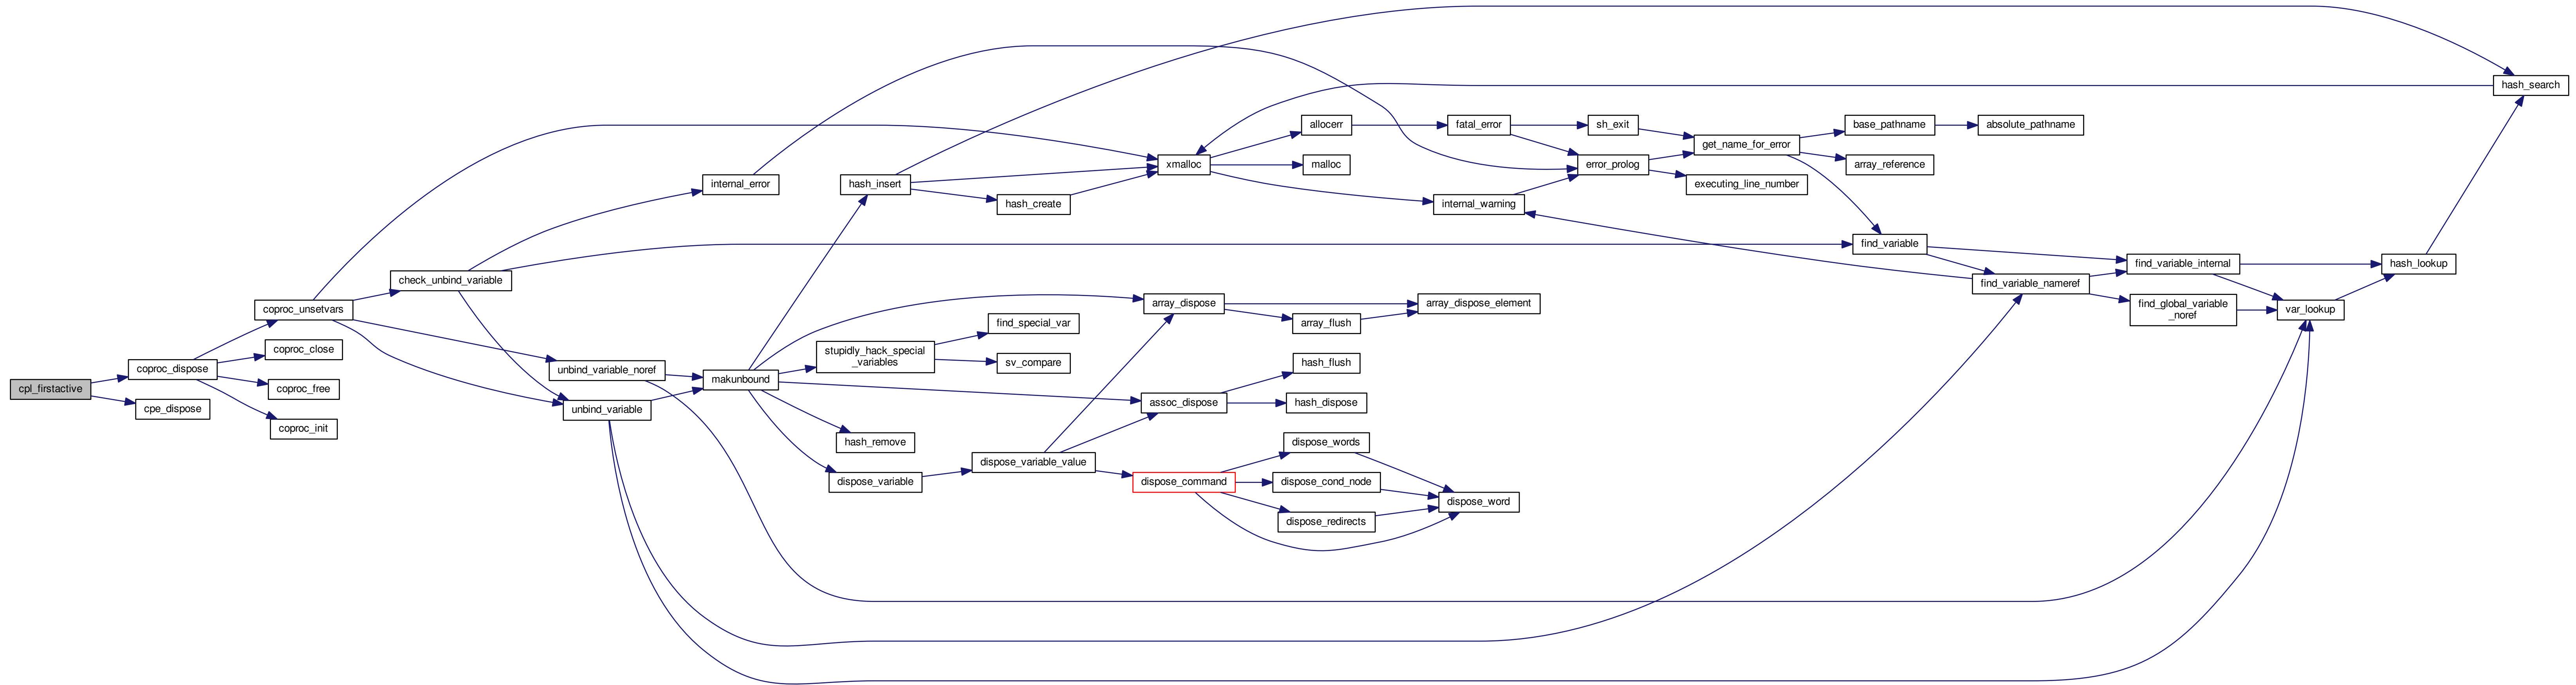 cpl_firstactive
coproc_dispose
cpe_dispose
coproc_unsetvars
coproc_close
coproc_free
coproc_init
check_unbind_variable
unbind_variable_noref
unbind_variable
internal_error
makunbound
hash_insert
stupidly_hack_special
_variables
hash_remove
dispose_variable
hash_create
find_special_var
sv_compare
dispose_variable_value
xmalloc
array_dispose
assoc_dispose
dispose_command
allocerr
malloc
array_flush
hash_flush
hash_dispose
dispose_words
dispose_cond_node
dispose_redirects
fatal_error
internal_warning
array_dispose_element
dispose_word
sh_exit
error_prolog
get_name_for_error
executing_line_number
base_pathname
array_reference
find_variable
absolute_pathname
find_variable_nameref
find_variable_internal
find_global_variable
_noref
var_lookup
hash_lookup
hash_search